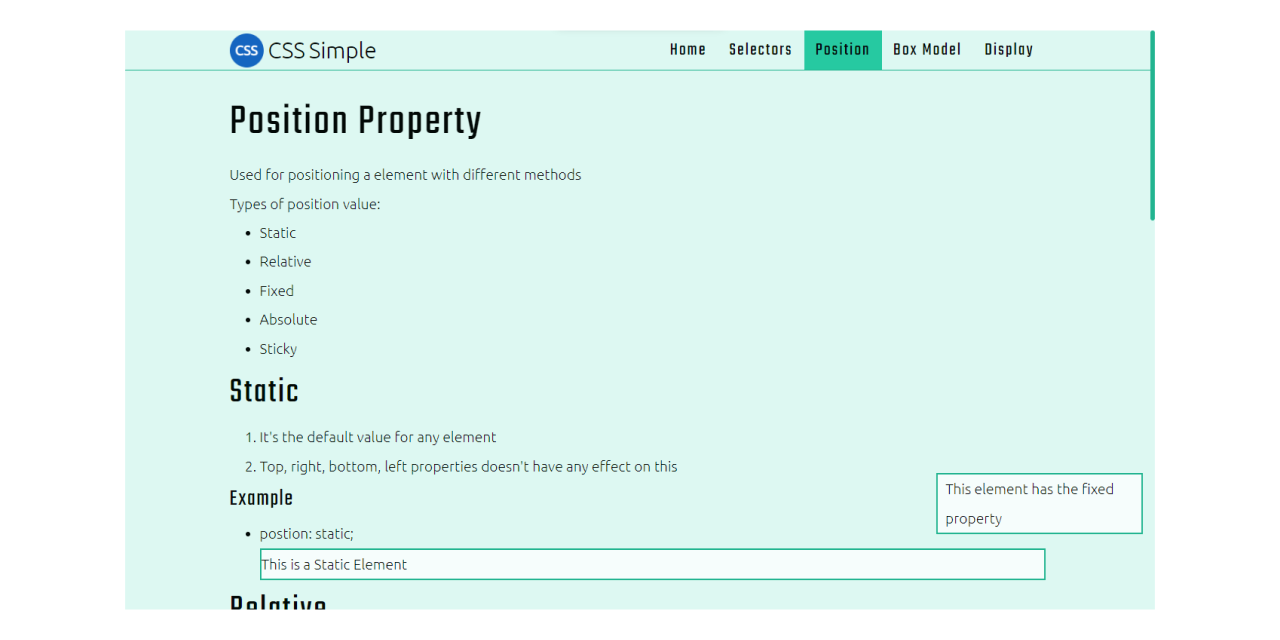 CSS CSS Simple Home Selectors Position Box Model Display
Position Property
Used for positioning a element with different methods
Types of position value:
Static
Relative
Fixed
Absolute
Sticky
Static
1. It's the default value for any element
2. Top, right, bottom, left properties doesn't have any effect on this
Example
postion: static;
This is a Static Element
This element has the fixed
property
Relative